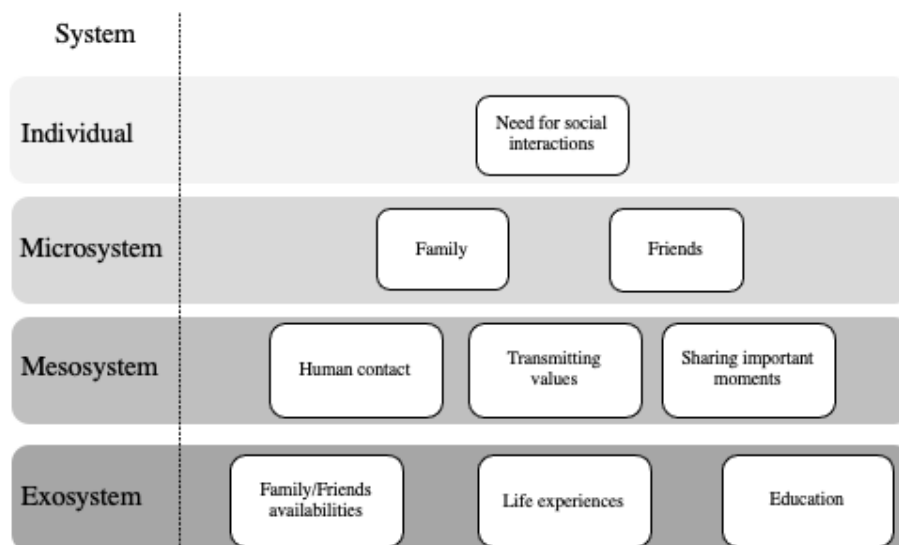 System
Individual
Need for social
interactions
Microsystem
Family
Friends
Mesosystem
Human contact
Transmitting
values
Sharing important
moments
Exosystem
Family/Friends
availabilities
Life experiences
Education